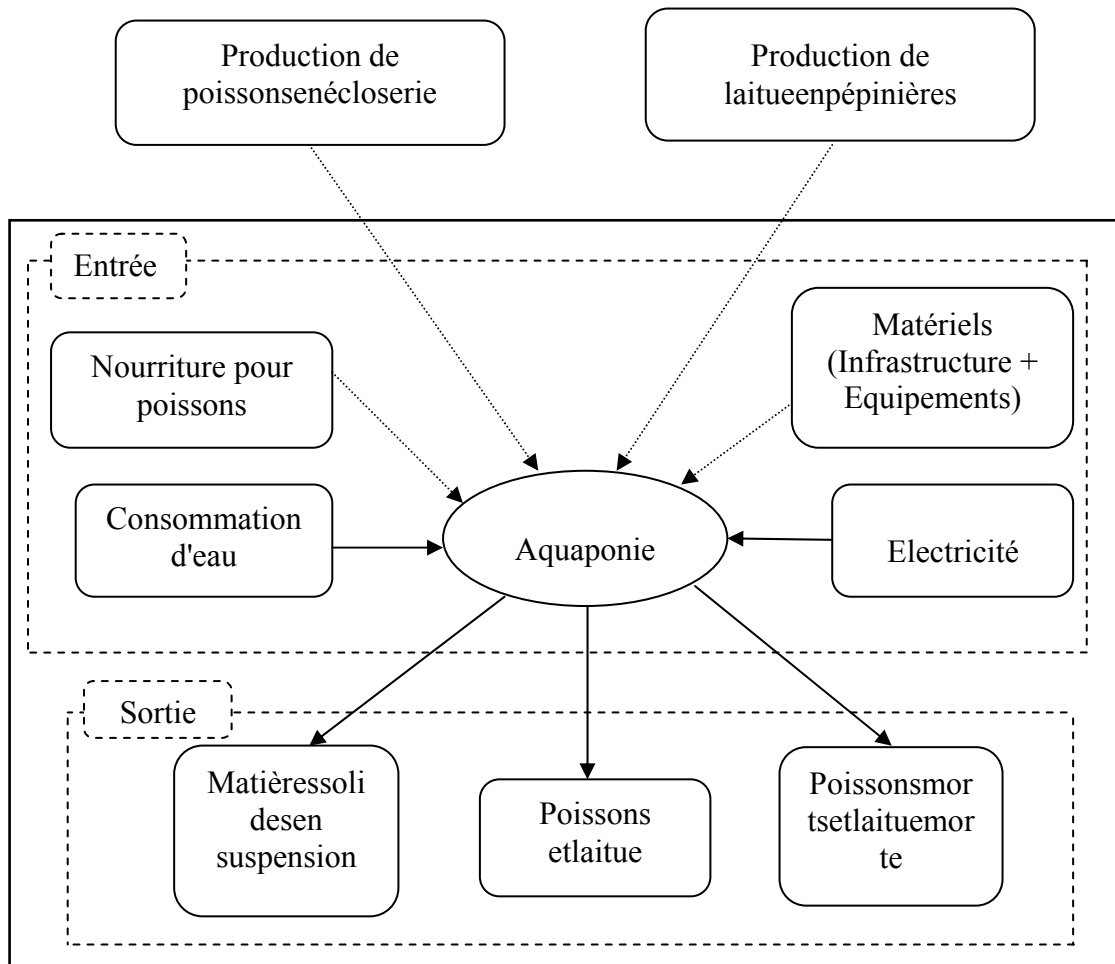 Production de
poissonsenécloserie
Production de
laitueenpépinières
Entrée
Nourriture pour
poissons
Matériels
(Infrastructure +
Equipements)
Consommation
d'eau
Aquaponie
Electricité
Sortie
Matièressoli
desen
suspension
Poissons
etlaitue
Poissonsmor
tsetlaituemor
te